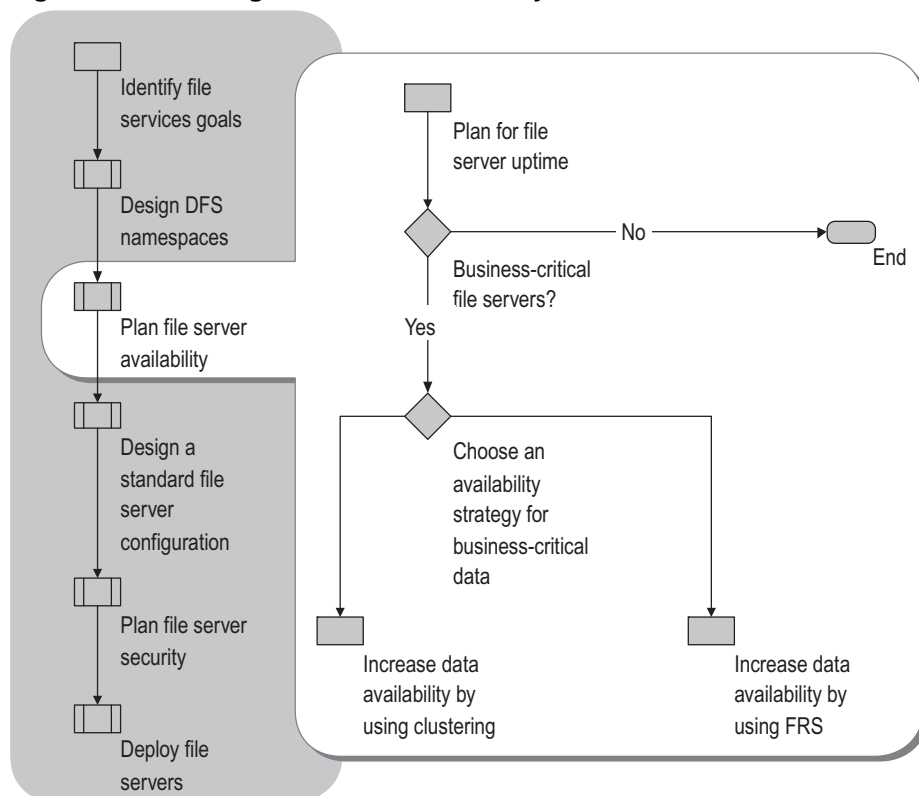 Identify file
services goals
Design DFS
namespaces
Plan file server
availability
Design a
standard file
server
configuration
Plan file server
security
Deploy file
servers
Plan for file
server uptime
No
End
Business-critical
file servers?
Yes
Choose an
availability
strategy for
business-critical
data
Increase data
availability by
using clustering
Increase data
availability by
using FRS